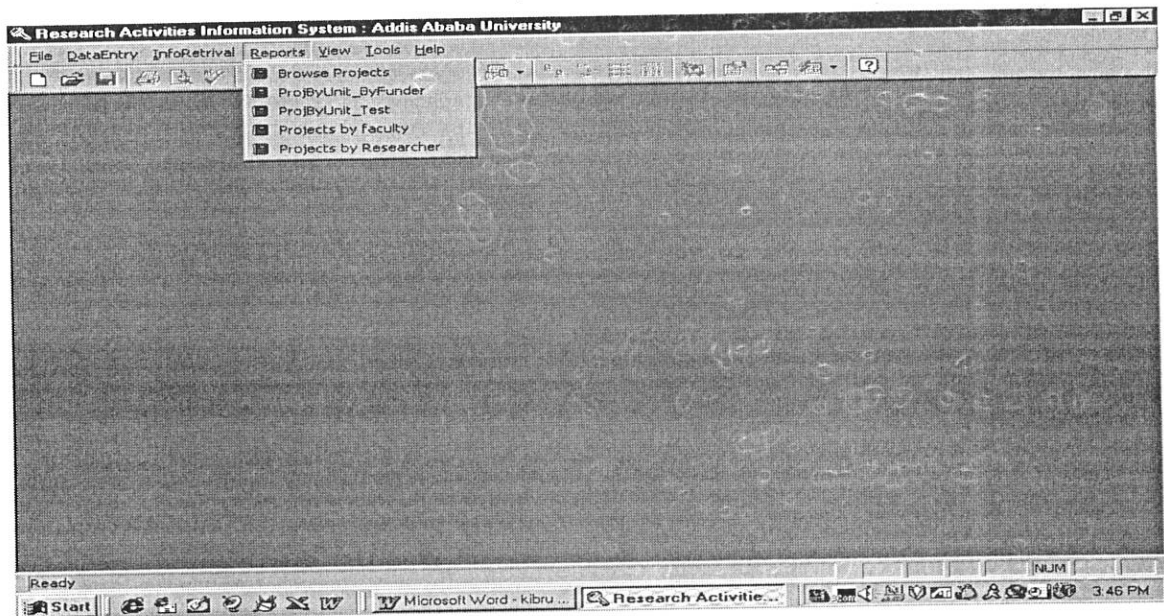 Research Activities Information System : Addis Ababa University
File DataEntry InfoRetrival Reports View Tools Help
Browse Projects
ProjByUnit_ByFunder
ProjByUnit_Test
Projects by faculty
Projects by Researcher
Ready NUM
Start Microsoft Word - kibru ... Research Activitie... 3:46 PM